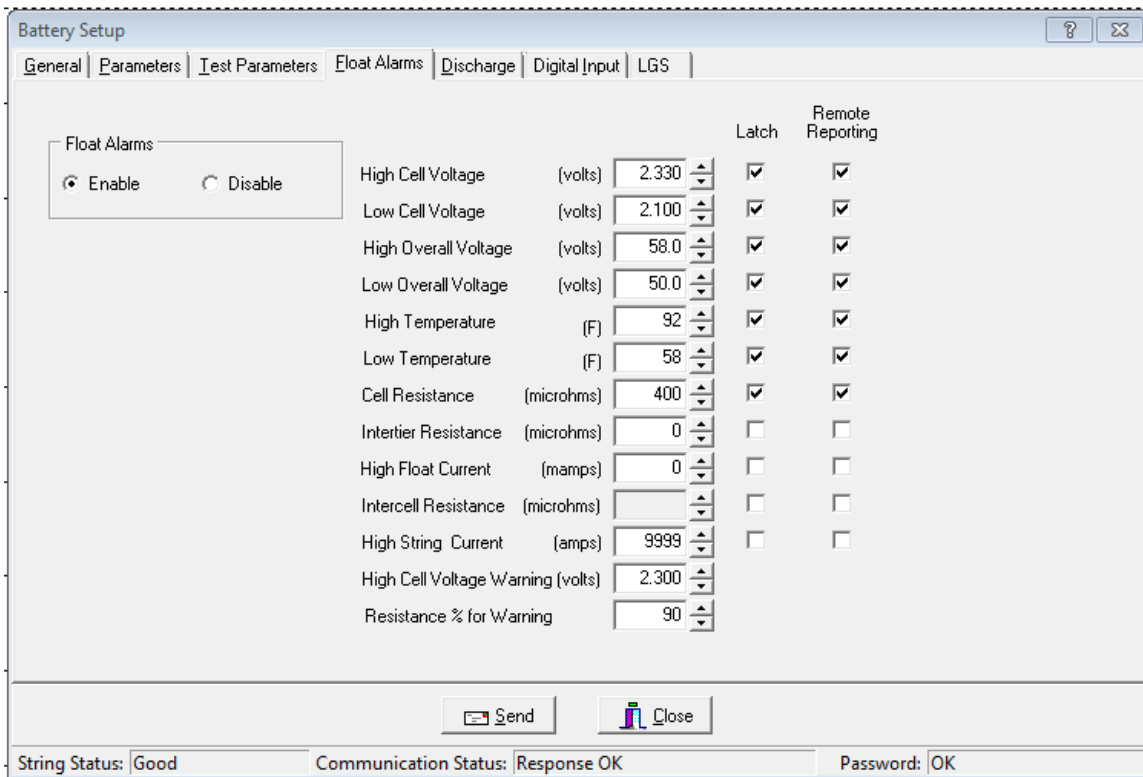 Battery Setup
General Parameters Test Parameters Float Alarms Discharge Digital Input LGS
Latch Remote Reporting
Float Alarms
Enable Disable
High Cell Voltage (volts) 2.330
Low Cell Voltage (volts) 2.100
High Overall Voltage (volts) 58.0
Low Overall Voltage (volts) 50.0
High Temperature (F) 92
Low Temperature (F) 58
Cell Resistance (microhms) 400
Intertier Resistance (microhms) 0
High Float Current (mamps) 0
Intercell Resistance (microhms)
High String Current (amps) 9999
High Cell Voltage Warning (volts) 2.300
Resistance % for Warning 90
Send Close
String Status: Good Communication Status: Response OK Password: OK